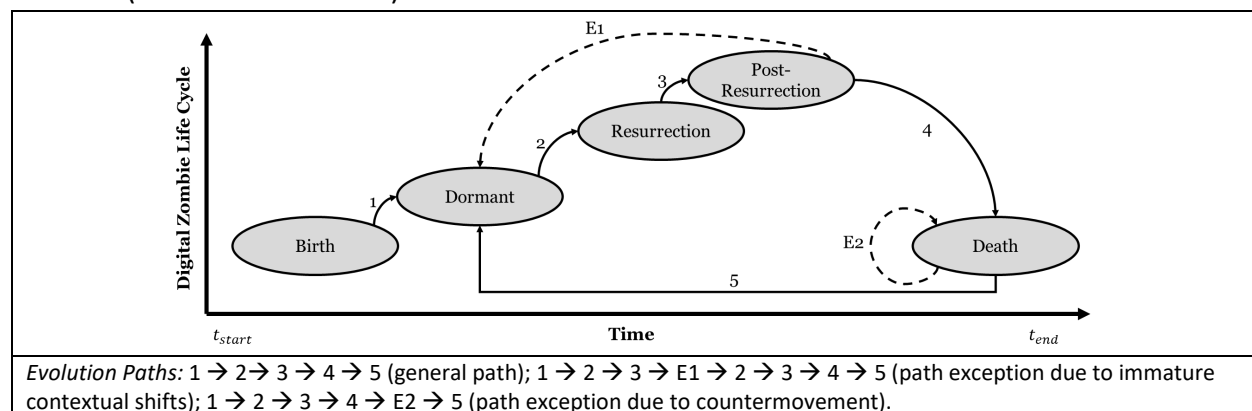 E1
Digital Zombie Life Cycle
Post-
Resurrection
3
Resurrection
4
2
Dormant
1
Birth
E2
Death
5
t_start
Time
t_end
Evolution Paths: 1 → 2→ 3 → 4 → 5 (general path); 1 → 2 → 3 → E1 → 2 → 3 → 4 → 5 (path exception due to immature
contextual shifts); 1 → 2 → 3 → 4 → E2 → 5 (path exception due to countermovement).